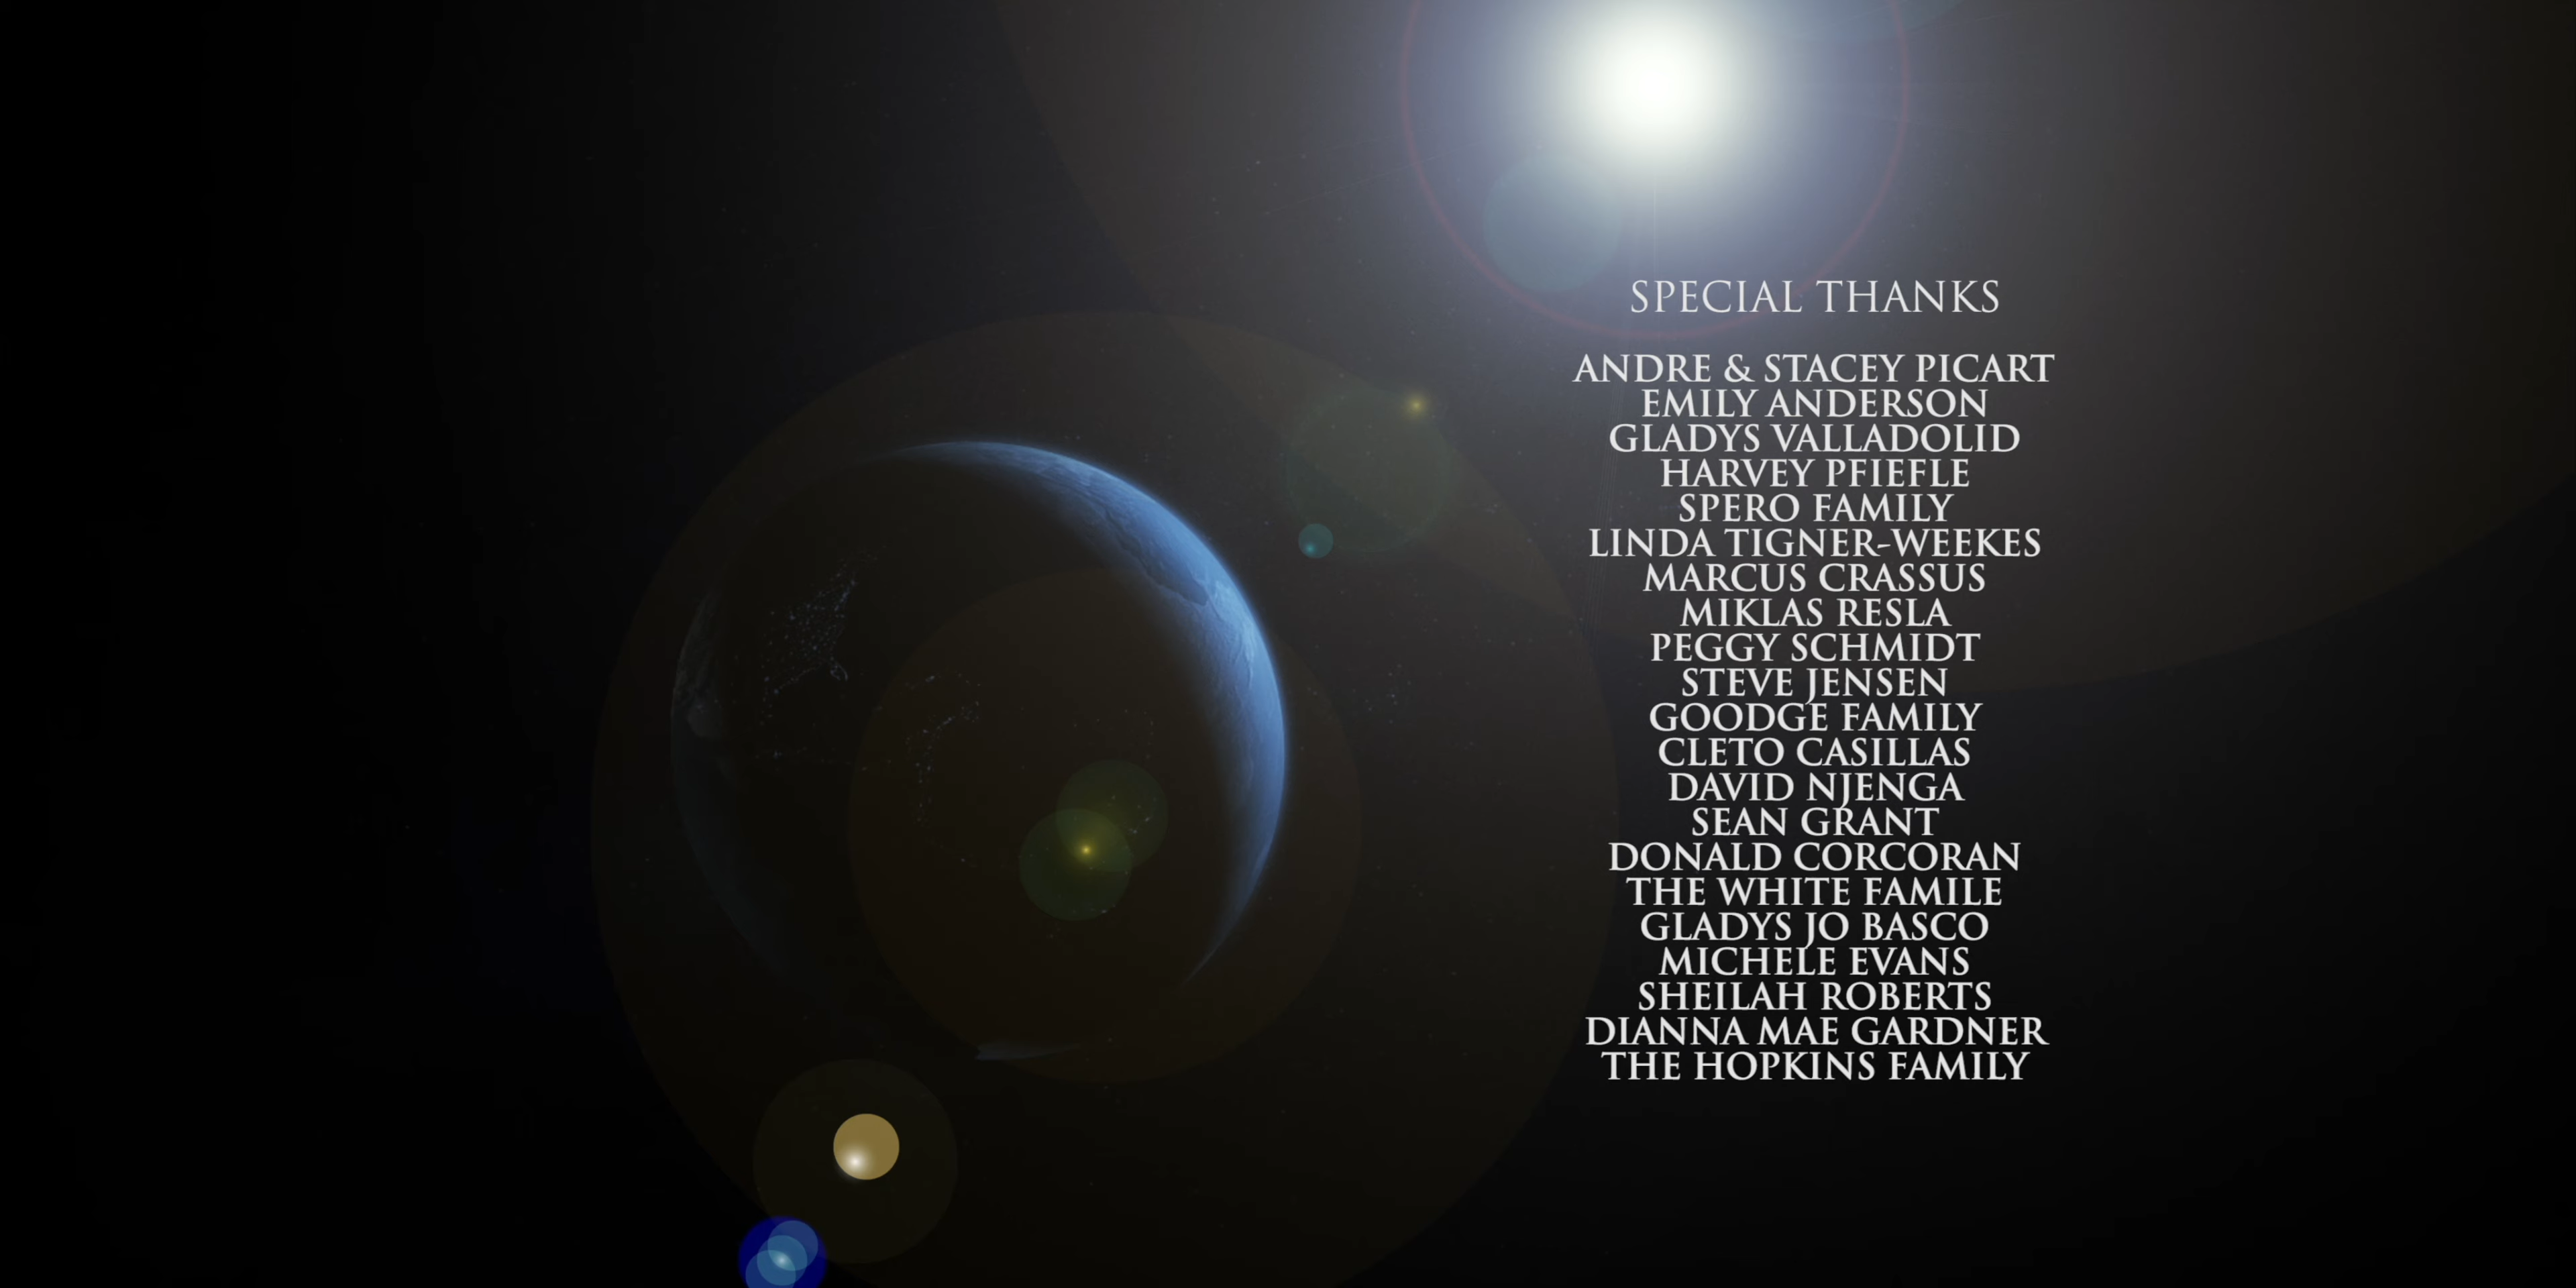 SPECIAL THANKS
ANDRE & STACEY PICART
EMILY ANDERSON
GLADYS VALLADOLID
HARVEY PFIEFLE
SPERO FAMILY
LINDA TIGNER-WEEKES
MARCUS CRASSUS
MIKLAS RESLA
PEGGY SCHMIDT
STEVE JENSEN
GOODGE FAMILY
CLETO CASILLAS
DAVID NJENGA
SEAN GRANT
DONALD CORCORAN
THE WHITE FAMILE
GLADYS JO BASCO
MICHELE EVANS
SHEILAH ROBERTS
DIANNA MAE GARDNER
THE HOPKINS FAMILY